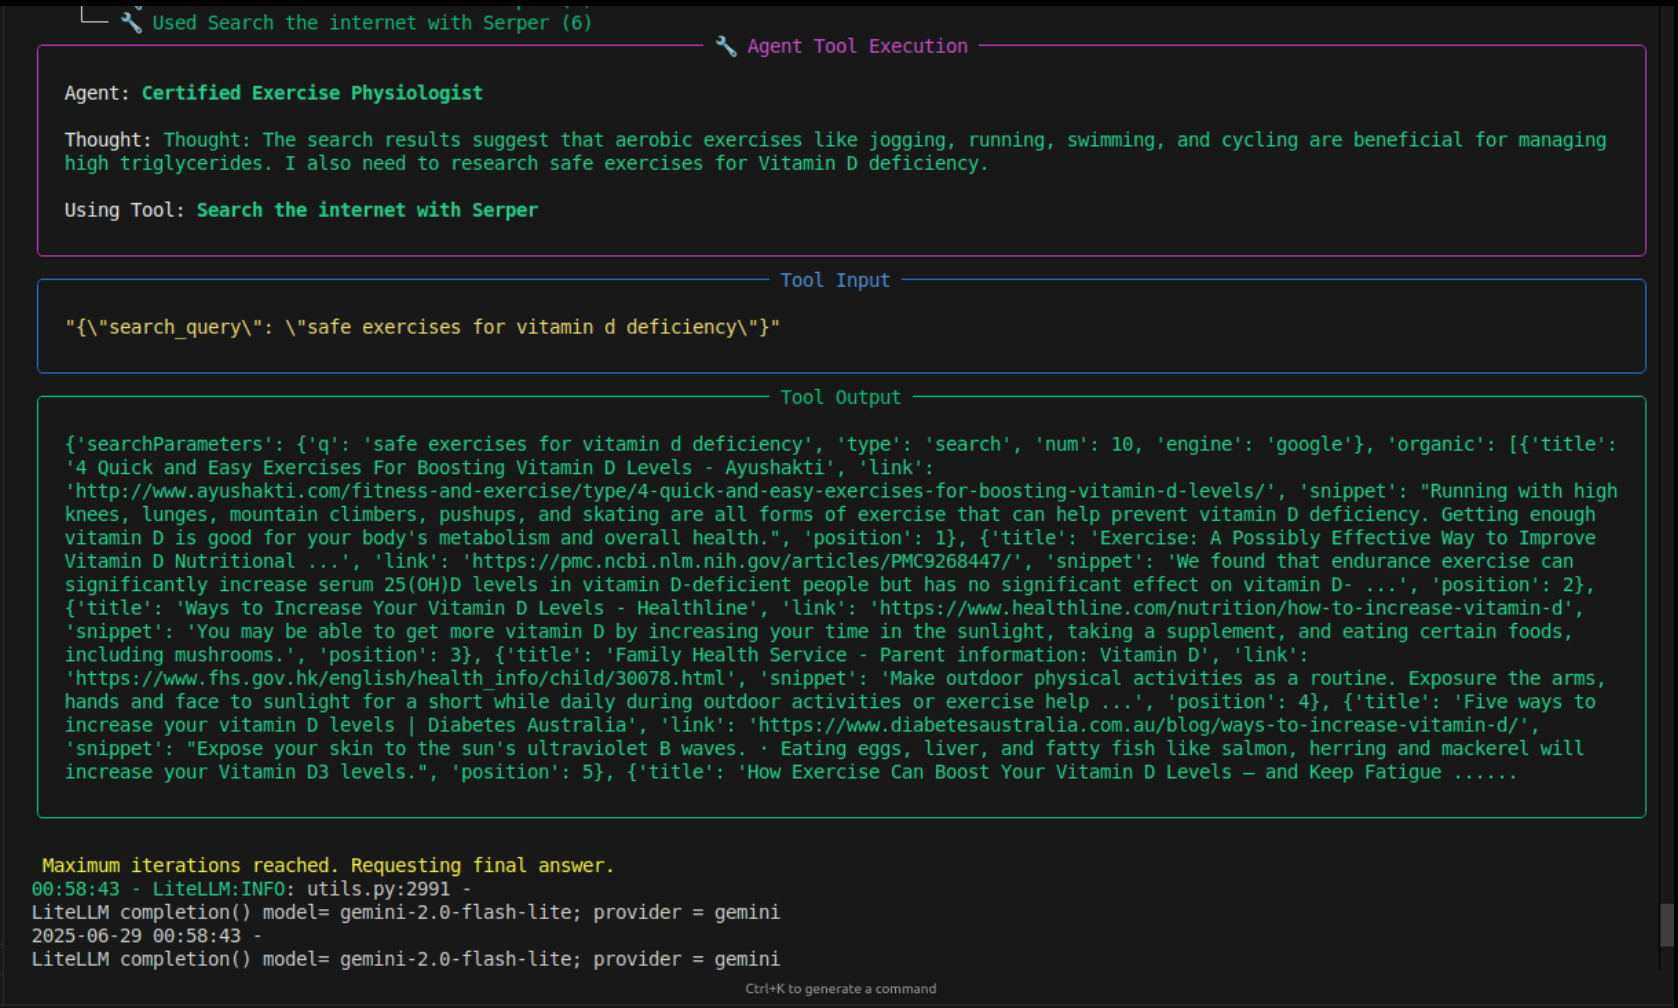 Used Search the internet with Serper (6)
Agent Tool Execution
Agent: Certified Exercise Physiologist
Thought: Thought: The search results suggest that aerobic exercises like jogging, running, swimming, and cycling are beneficial for managing
high triglycerides. I also need to research safe exercises for Vitamin D deficiency.
Using Tool: Search the internet with Serper
Tool Input
"{\"search_query\": \"safe exercises for vitamin d deficiency\"}"
Tool Output
{'searchParameters': {'q': 'safe exercises for vitamin d deficiency', 'type': 'search', 'num': 10, 'engine': 'google'}, 'organic': [{'title':
'4 Quick and Easy Exercises For Boosting Vitamin D Levels - Ayushakti', 'link':
'http://www.ayushakti.com/fitness-and-exercise/type/4-quick-and-easy-exercises-for-boosting-vitamin-d-levels/', 'snippet': "Running with high
knees, lunges, mountain climbers, pushups, and skating are all forms of exercise that can help prevent vitamin D deficiency. Getting enough
vitamin D is good for your body's metabolism and overall health.", 'position': 1}, {'title': 'Exercise: A Possibly Effective Way to Improve
Vitamin D Nutritional ...', 'link': 'https://pmc.ncbi.nlm.nih.gov/articles/PMC9268447/', 'snippet': 'We found that endurance exercise can
significantly increase serum 25(OH)D levels in vitamin D-deficient people but has no significant effect on vitamin D- ...', 'position': 2},
{'title': 'Ways to Increase Your Vitamin D Levels - Healthline', 'link': 'https://www.healthline.com/nutrition/how-to-increase-vitamin-d',
'snippet': 'You may be able to get more vitamin D by increasing your time in the sunlight, taking a supplement, and eating certain foods,
including mushrooms.', 'position': 3}, {'title': 'Family Health Service - Parent information: Vitamin D', 'link':
'https://www.fhs.gov.hk/english/health_info/child/30078.html', 'snippet': 'Make outdoor physical activities as a routine. Exposure the arms,
hands and face to sunlight for a short while daily during outdoor activities or exercise help ...', 'position': 4}, {'title': 'Five ways to
increase your vitamin D levels | Diabetes Australia', 'link': 'https://www.diabetesaustralia.com.au/blog/ways-to-increase-vitamin-d/',
'snippet': "Expose your skin to the sun's ultraviolet B waves. · Eating eggs, liver, and fatty fish like salmon, herring and mackerel will
increase your Vitamin D3 levels.", 'position': 5}, {'title': 'How Exercise Can Boost Your Vitamin D Levels — and Keep Fatigue ......
Maximum iterations reached. Requesting final answer.
00:58:43 - LiteLLM:INFO: utils.py:2991 -
LiteLLM completion() model= gemini-2.0-flash-lite; provider = gemini
2025-06-29 00:58:43 -
LiteLLM completion() model= gemini-2.0-flash-lite; provider = gemini
Ctrl+K to generate a command